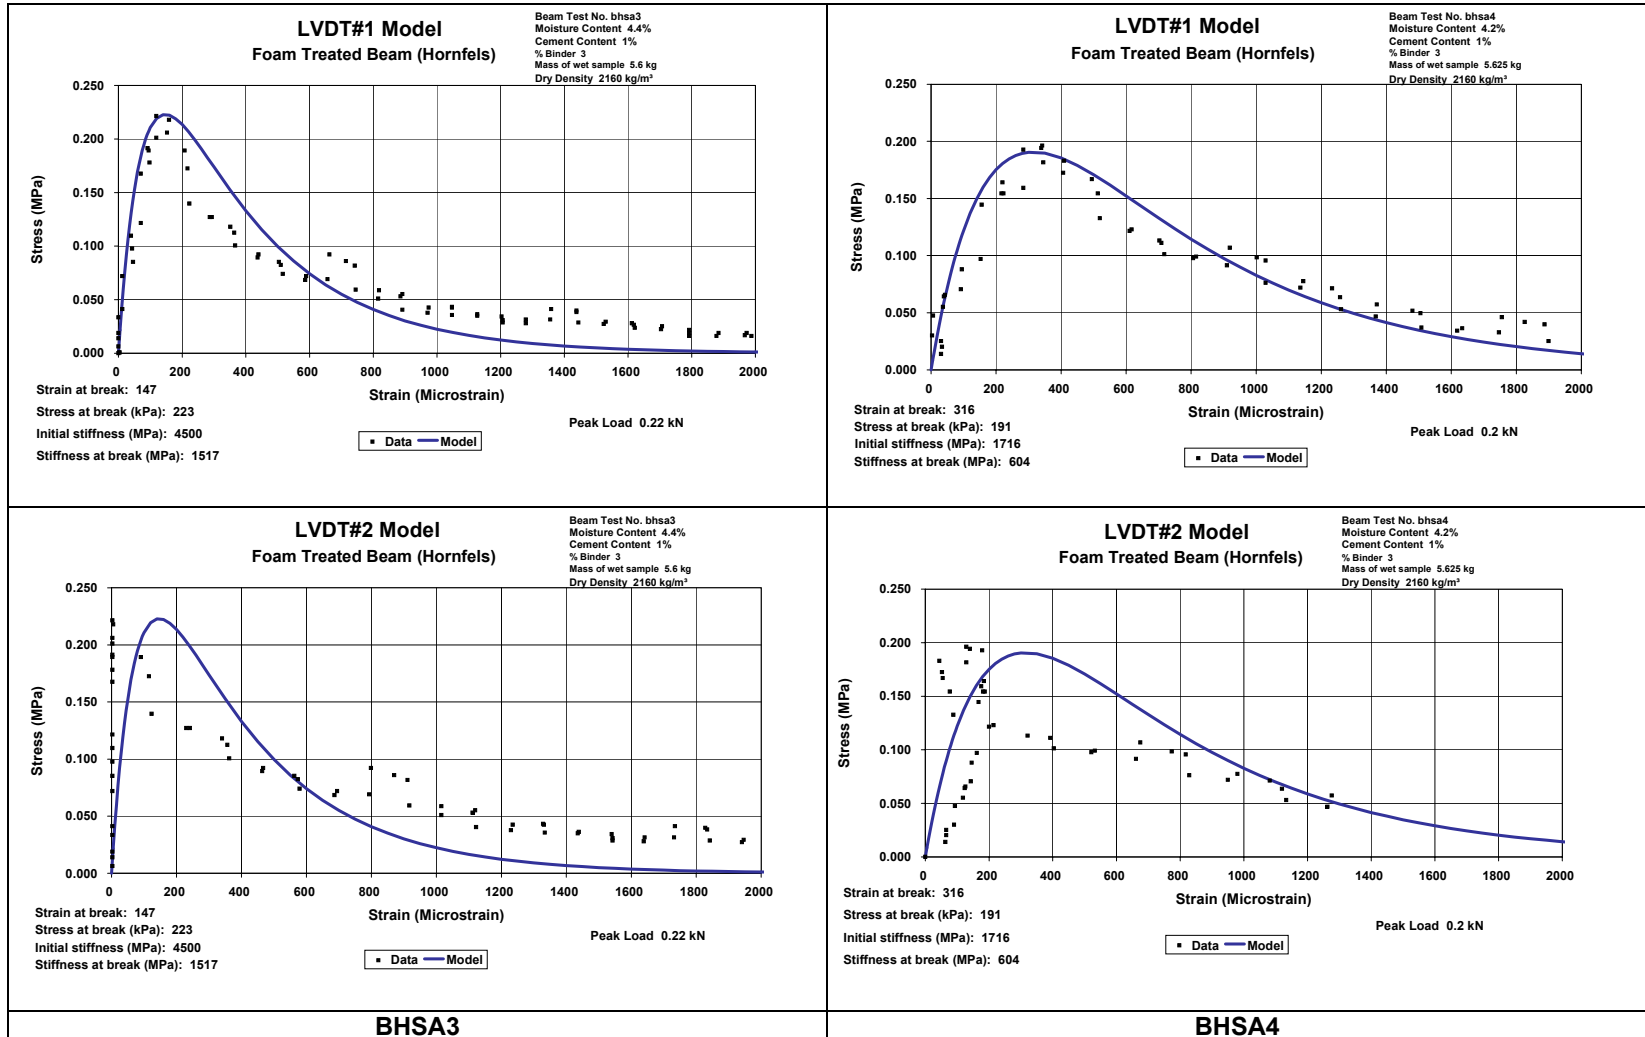 LVDT#1 Model
Foam Treated Beam (Hornfels)
Beam Test No. bhsa3
Moisture Content 4.4%
Cement Content 1%
% Binder 3
Mass of wet sample 5.6 kg
Dry Density 2160 kg/m³
0.250
0.200
0.150
0.100
0.050
0.000
Stress (MPa)
0 200 400 600 800 1000 1200 1400 1600 1800 2000
Strain (Microstrain)
Strain at break: 147
Stress at break (kPa): 223
Initial stiffness (MPa): 4500
Stiffness at break (MPa): 1517
Data Model
Peak Load 0.22 kN
LVDT#1 Model
Foam Treated Beam (Hornfels)
Beam Test No. bhsa4
Moisture Content 4.2%
Cement Content 1%
% Binder 3
Mass of wet sample 5.625 kg
Dry Density 2160 kg/m³
0.250
0.200
0.150
0.100
0.050
0.000
Stress (MPa)
0 200 400 600 800 1000 1200 1400 1600 1800 2000
Strain (Microstrain)
Strain at break: 316
Stress at break (kPa): 191
Initial stiffness (MPa): 1716
Stiffness at break (MPa): 604
Data Model
Peak Load 0.2 kN
LVDT#2 Model
Foam Treated Beam (Hornfels)
Beam Test No. bhsa3
Moisture Content 4.4%
Cement Content 1%
% Binder 3
Mass of wet sample 5.6 kg
Dry Density 2160 kg/m³
0.250
0.200
0.150
0.100
0.050
0.000
Stress (MPa)
0 200 400 600 800 1000 1200 1400 1600 1800 2000
Strain (Microstrain)
Strain at break: 147
Stress at break (kPa): 223
Initial stiffness (MPa): 4500
Stiffness at break (MPa): 1517
Data Model
Peak Load 0.22 kN
LVDT#2 Model
Foam Treated Beam (Hornfels)
Beam Test No. bhsa4
Moisture Content 4.2%
Cement Content 1%
% Binder 3
Mass of wet sample 5.625 kg
Dry Density 2160 kg/m³
0.250
0.200
0.150
0.100
0.050
0.000
Stress (MPa)
0 200 400 600 800 1000 1200 1400 1600 1800 2000
Strain (Microstrain)
Strain at break: 316
Stress at break (kPa): 191
Initial stiffness (MPa): 1716
Stiffness at break (MPa): 604
Data Model
Peak Load 0.2 kN
BHSA3
BHSA4